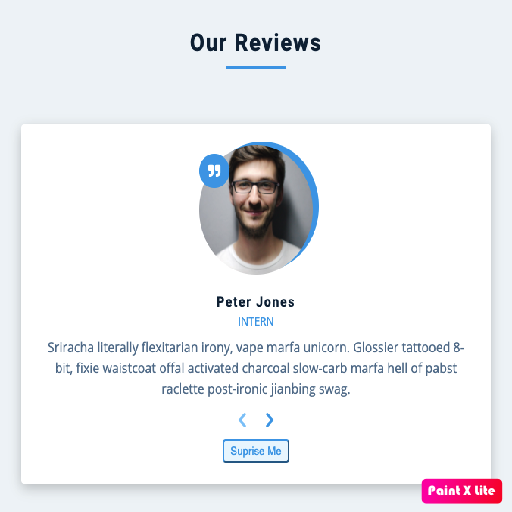 Our Reviews
Peter Jones
INTERN
Sriracha literally flexitarian irony, vape marfa unicorn. Glossier tattooed 8-
bit, fixie waistcoat offal activated charcoal slow-carb marfa hell of pabst
raclette post-ironic jianbing swag.
Suprise Me
Paint X Lite